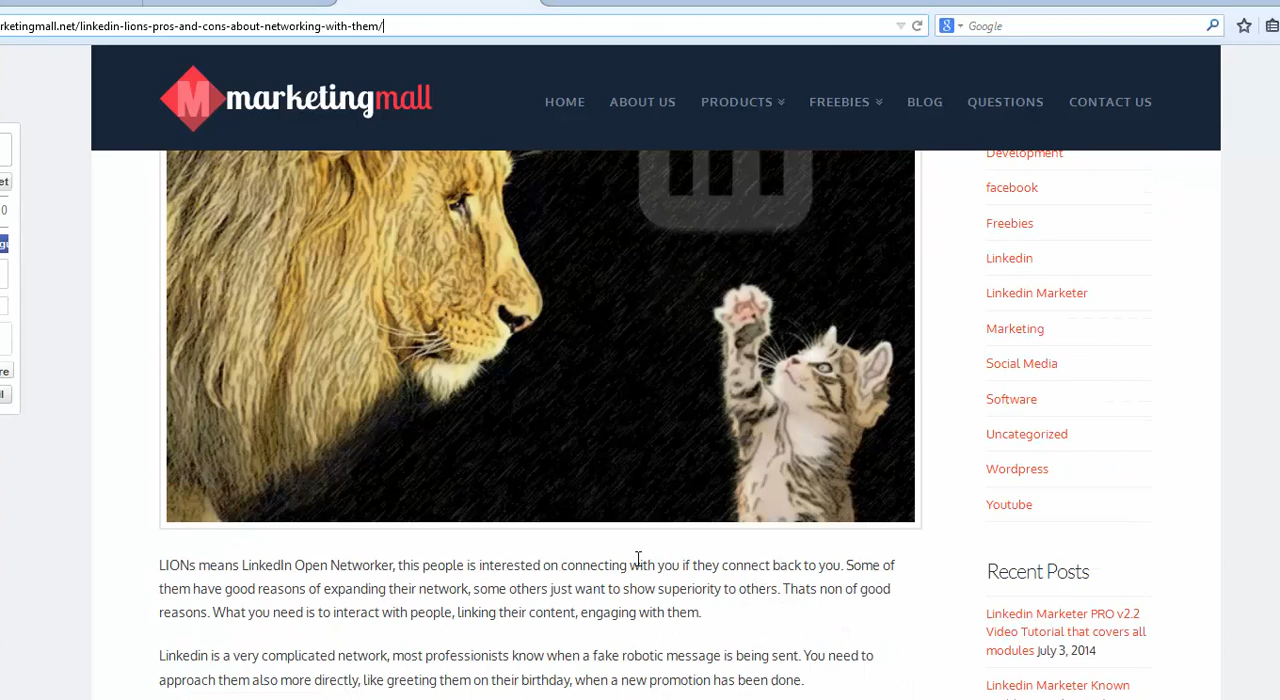 rketingmall.net/linkedin-lions-pros-and-cons-about-networking-with-them/
Google
marketingmall
HOME ABOUT US PRODUCTS FREEBIES BLOG QUESTIONS CONTACT US
Development
facebook
Freebies
Linkedin
Linkedin Marketer
Marketing
Social Media
Software
Uncategorized
Wordpress
Youtube
LIONs means LinkedIn Open Networker, this people is interested on connecting with you if they connect back to you. Some of
them have good reasons of expanding their network, some others just want to show superiority to others. Thats non of good
reasons. What you need is to interact with people, linking their content, engaging with them.
Linkedin is a very complicated network, most professionists know when a fake robotic message is being sent. You need to
approach them also more directly, like greeting them on their birthday, when a new promotion has been done.
Recent Posts
Linkedin Marketer PRO v2.2
Video Tutorial that covers all
modules July 3, 2014
Linkedin Marketer Known